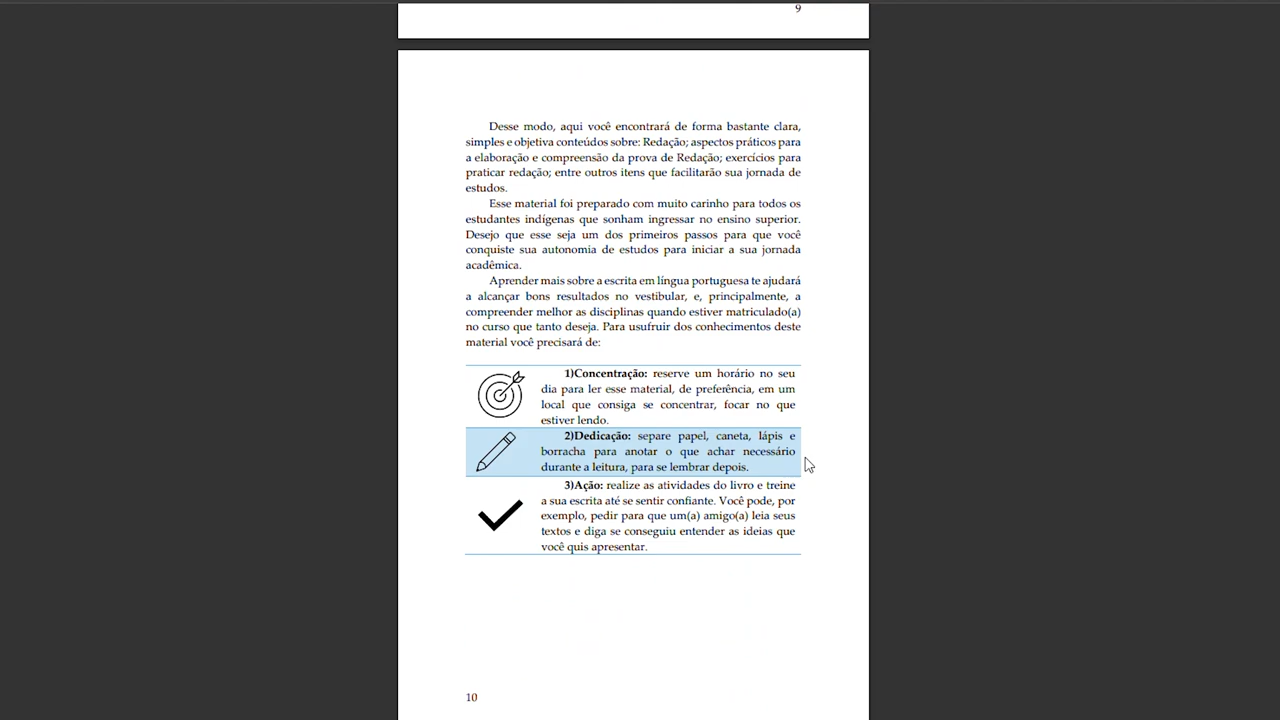 9
Desse modo, aqui você encontrará de forma bastante clara,
simples e objetiva conteúdos sobre: Redação; aspectos práticos para
a elaboração e compreensão da prova de Redação; exercícios para
praticar redação; entre outros itens que facilitarão sua jornada de
estudos.
Esse material foi preparado com muito carinho para todos os
estudantes indígenas que sonham ingressar no ensino superior.
Desejo que esse seja um dos primeiros passos para que você
conquiste sua autonomia de estudos para iniciar a sua jornada
acadêmica.
Aprender mais sobre a escrita em língua portuguesa te ajudará
a alcançar bons resultados no vestibular, e, principalmente, a
compreender melhor as disciplinas quando estiver matriculado(a)
no curso que tanto deseja. Para usufruir dos conhecimentos deste
material você precisará de:
1)Concentração: reserve um horário no seu
dia para ler esse material, de preferência, em um
local que consiga se concentrar, focar no que
estiver lendo.
2)Dedicação: separe papel, caneta, lápis e
borracha para anotar o que achar necessário
durante a leitura, para se lembrar depois.
3)Ação: realize as atividades do livro e treine
a sua escrita até se sentir confiante. Você pode, por
exemplo, pedir para que um(a) amigo(a) leia seus
textos e diga se conseguiu entender as ideias que
você quis apresentar.
10